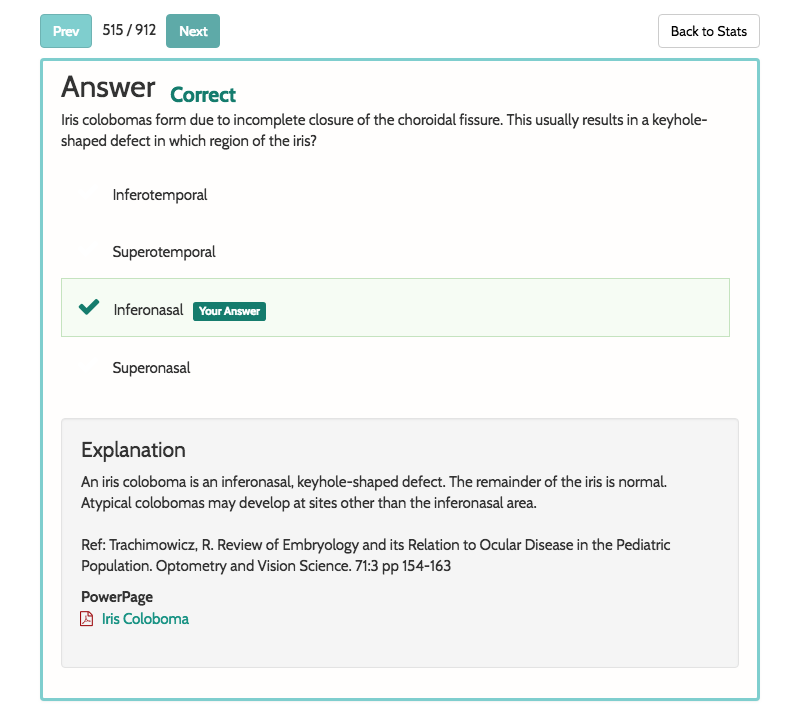 Prev 515 / 912 Next Back to Stats
Answer Correct
Iris colobomas form due to incomplete closure of the choroidal fissure. This usually results in a keyhole-
shaped defect in which region of the iris?
Inferotemporal
Superotemporal
Inferonasal Your Answer
Superonasal
Explanation
An iris coloboma is an inferonasal, keyhole-shaped defect. The remainder of the iris is normal.
Atypical colobomas may develop at sites other than the inferonasal area.
Ref: Trachimowicz, R. Review of Embryology and its Relation to Ocular Disease in the Pediatric
Population. Optometry and Vision Science. 71:3 pp 154-163
PowerPage
Iris Coloboma